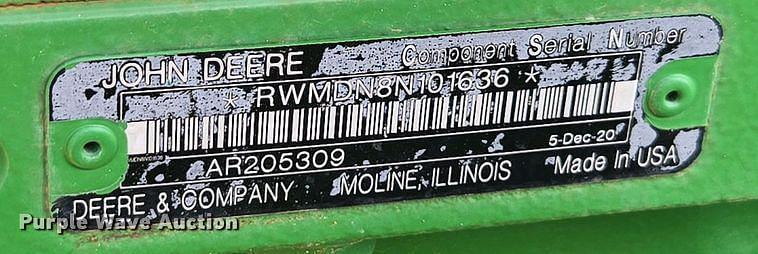 JOHN DEERE Component Serial Number
* RWMDN8N101636 *
AR205309 5-Dec-20
DEERE & COMPANY MOLINE, ILLINOIS Made In USA
Purple Wave Auction